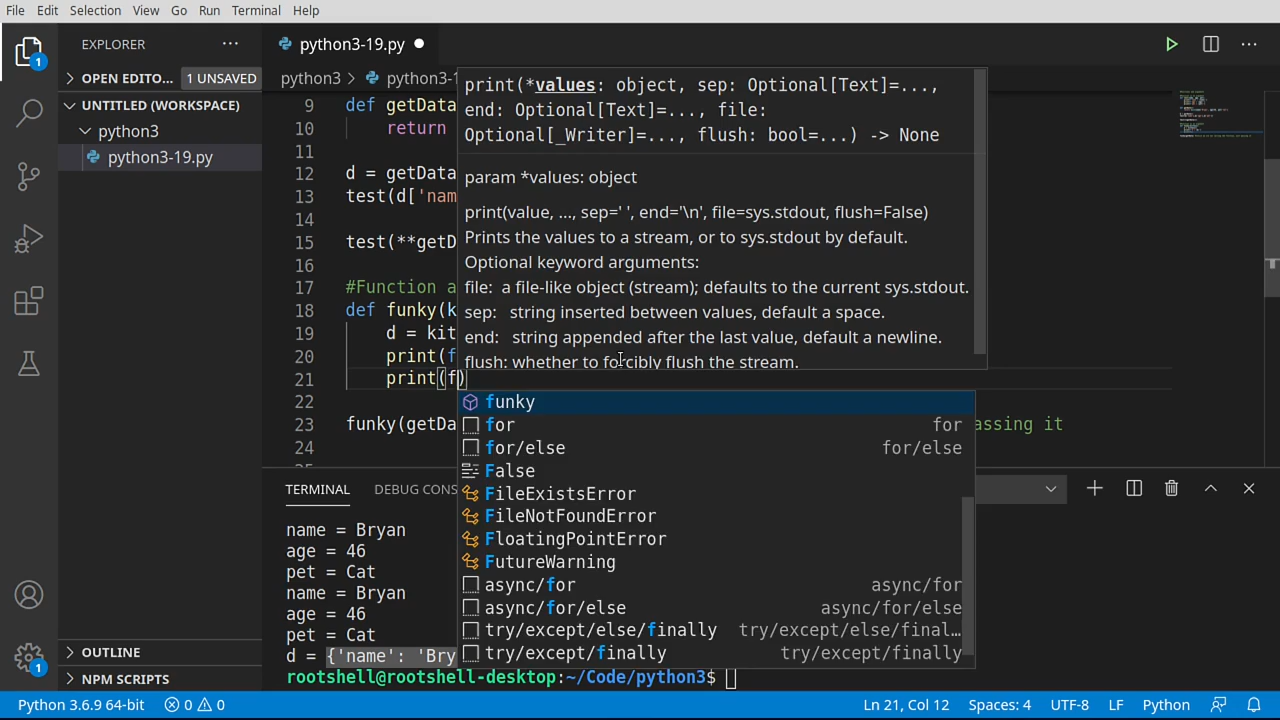 File Edit Selection View Go Run Terminal Help
EXPLORER
python3-19.py
OPEN EDITO... 1 UNSAVED
UNTITLED (WORKSPACE)
python3
python3-19.py
OUTLINE
NPM SCRIPTS
1
1
python3 > python3-1
9 def getData
10 return
11
12 d = getData
13 test(d['nam
14
15 test(**getD
16
17 #Function a
18 def funky(k
19 d = kit
20 print(f
21 print(f)
22
23 funky(getDa assing it
24
print(*values: object, sep: Optional[Text]=...,
end: Optional[Text]=..., file:
Optional[_Writer]=..., flush: bool=...) -> None
param *values: object
print(value, ..., sep=' ', end='\n', file=sys.stdout, flush=False)
Prints the values to a stream, or to sys.stdout by default.
Optional keyword arguments:
file: a file-like object (stream); defaults to the current sys.stdout.
sep: string inserted between values, default a space.
end: string appended after the last value, default a newline.
flush: whether to forcibly flush the stream.
funky
for for
for/else for/else
False
FileExistsError
FileNotFoundError
FloatingPointError
FutureWarning
async/for async/for
async/for/else async/for/else
try/except/else/finally try/except/else/final...
try/except/finally try/except/finally
TERMINAL DEBUG CONS
name = Bryan
age = 46
pet = Cat
name = Bryan
age = 46
pet = Cat
d = {'name': 'Bry
rootshell@rootshell-desktop:~/Code/python3$
Python 3.6.9 64-bit 0 0 Ln 21, Col 12 Spaces: 4 UTF-8 LF Python